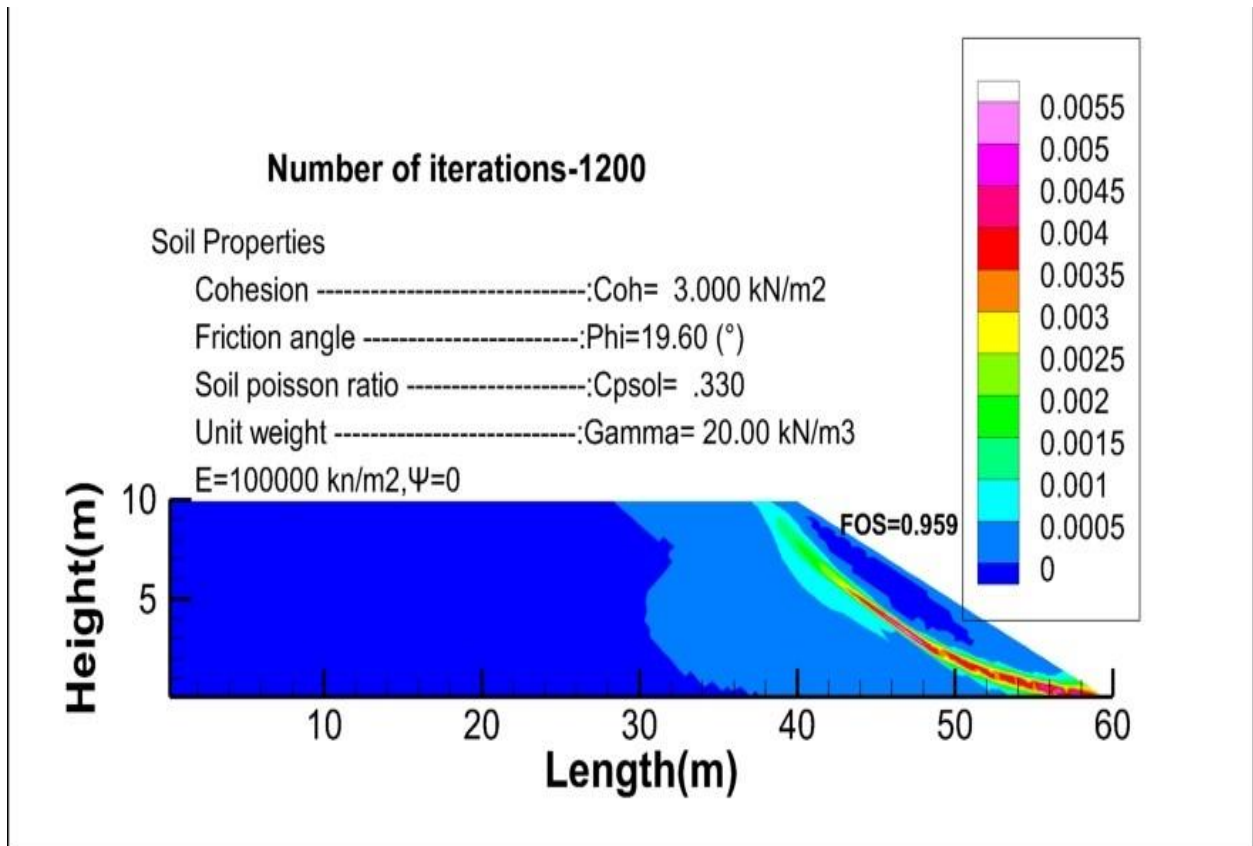 Number of iterations-1200
Soil Properties
Cohesion ------------------------------:Coh=  3.000 kN/m2
Friction angle ------------------------:Phi=19.60 (°)
Soil poisson ratio --------------------:Cpsol=  .330
Unit weight ---------------------------:Gamma= 20.00 kN/m3
E=100000 kn/m2,Ψ=0
FOS=0.959
0.0055
0.005
0.0045
0.004
0.0035
0.003
0.0025
0.002
0.0015
0.001
0.0005
0
Height(m)
10
5
10 20 30 40 50 60
Length(m)